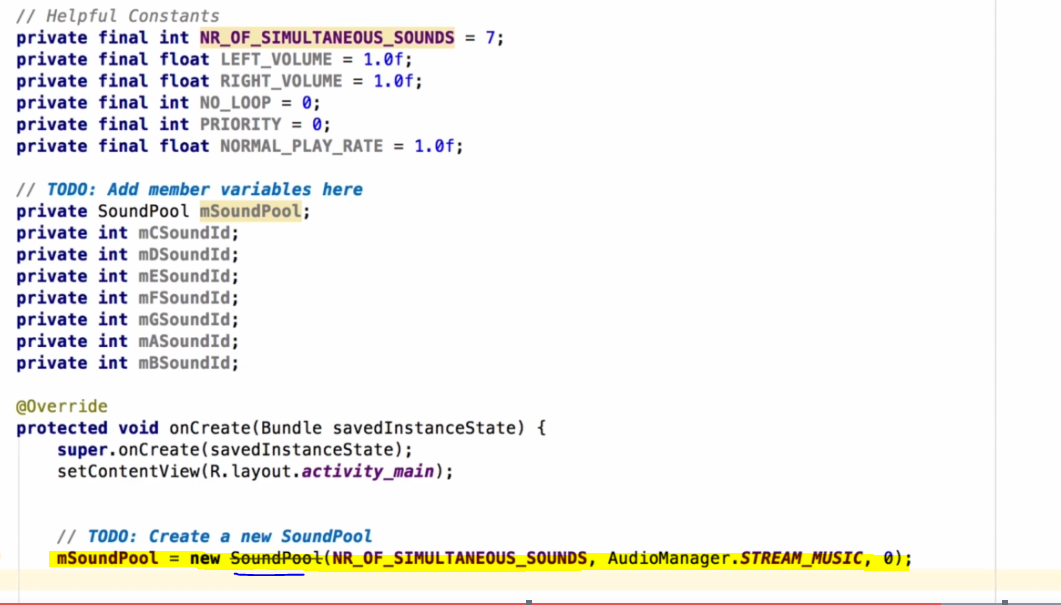 // Helpful Constants
private final int NR_OF_SIMULTANEOUS_SOUNDS = 7;
private final float LEFT_VOLUME = 1.0f;
private final float RIGHT_VOLUME = 1.0f;
private final int NO_LOOP = 0;
private final int PRIORITY = 0;
private final float NORMAL_PLAY_RATE = 1.0f;
// TODO: Add member variables here
private SoundPool mSoundPool;
private int mCSoundId;
private int mDSoundId;
private int mESoundId;
private int mFSoundId;
private int mGSoundId;
private int mASoundId;
private int mBSoundId;
@Override
protected void onCreate(Bundle savedInstanceState) {
super.onCreate(savedInstanceState);
setContentView(R.layout.activity_main);
// TODO: Create a new SoundPool
mSoundPool = new SoundPool(NR_OF_SIMULTANEOUS_SOUNDS, AudioManager.STREAM_MUSIC, 0);